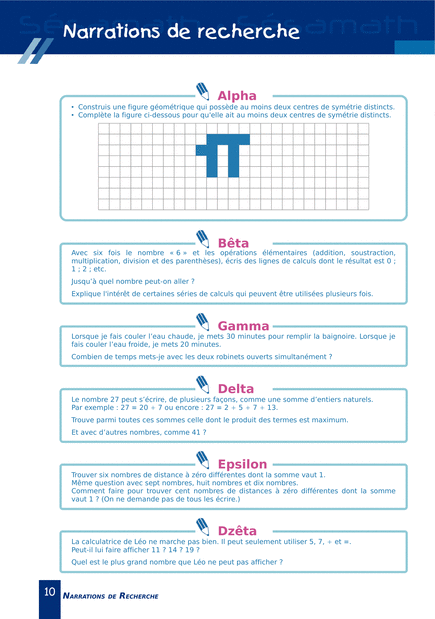 Narrations de recherche
Alpha
• Construis une figure géométrique qui possède au moins deux centres de symétrie distincts.
• Complète la figure ci-dessous pour qu'elle ait au moins deux centres de symétrie distincts.
Bêta
Avec six fois le nombre « 6 » et les opérations élémentaires (addition, soustraction,
multiplication, division et des parenthèses), écris des lignes de calculs dont le résultat est 0 ;
1 ; 2 ; etc.
Jusqu'à quel nombre peut-on aller ?
Explique l'intérêt de certaines séries de calculs qui peuvent être utilisées plusieurs fois.
Gamma
Lorsque je fais couler l'eau chaude, je mets 30 minutes pour remplir la baignoire. Lorsque je
fais couler l'eau froide, je mets 20 minutes.
Combien de temps mets-je avec les deux robinets ouverts simultanément ?
Delta
Le nombre 27 peut s'écrire, de plusieurs façons, comme une somme d'entiers naturels.
Par exemple : 27 = 20 + 7 ou encore : 27 = 2 + 5 + 7 + 13.
Trouve parmi toutes ces sommes celle dont le produit des termes est maximum.
Et avec d'autres nombres, comme 41 ?
Epsilon
Trouver six nombres de distance à zéro différentes dont la somme vaut 1.
Même question avec sept nombres, huit nombres et dix nombres.
Comment faire pour trouver cent nombres de distances à zéro différentes dont la somme
vaut 1 ? (On ne demande pas de tous les écrire.)
Dzêta
La calculatrice de Léo ne marche pas bien. Il peut seulement utiliser 5, 7, + et =.
Peut-il lui faire afficher 11 ? 14 ? 19 ?
Quel est le plus grand nombre que Léo ne peut pas afficher ?
10 NARRATIONS DE RECHERCHE